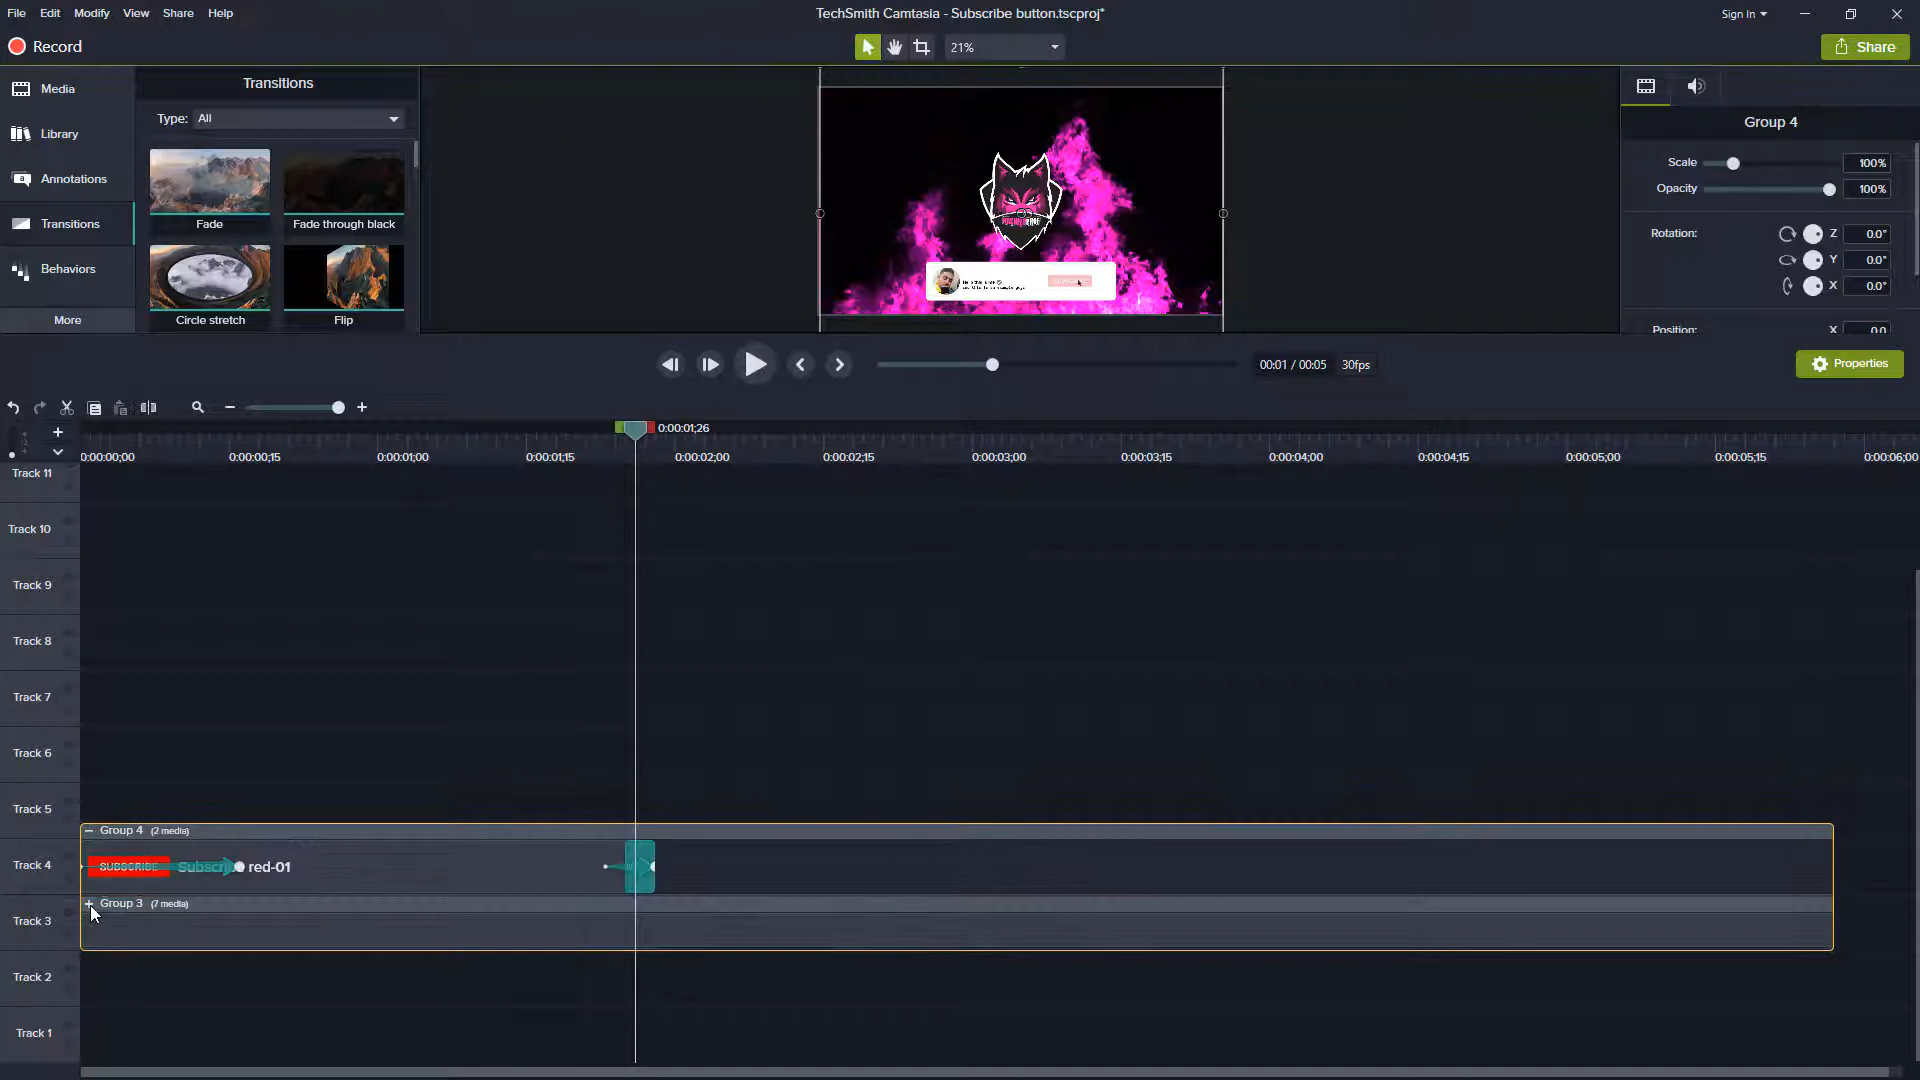 File Edit Modify View Share Help
TechSmith Camtasia - Subscribe button.tscproj*
Sign In
Record
21%
Share
Media
Library
Annotations
Transitions
Behaviors
More
Transitions
Type: All
Fade
Fade through black
Circle stretch
Flip
Group 4
Scale 100%
Opacity 100%
Rotation: Z 0.0°
Y 0.0°
X 0.0°
Position: X 0.0
00:01 / 00:05 30fps
Properties
0:00:01;26
0:00:00;00 0:00:00;15 0:00:01;00 0:00:01;15 0:00:02;00 0:00:02;15 0:00:03;00 0:00:03;15 0:00:04;00 0:00:04;15 0:00:05;00 0:00:05;15 0:00:06;00
Track 11
Track 10
Track 9
Track 8
Track 7
Track 6
Track 5
Group 4 (2 media)
Track 4
SUBSCRIBE Subscribe red-01
Group 3 (7 media)
Track 3
Track 2
Track 1